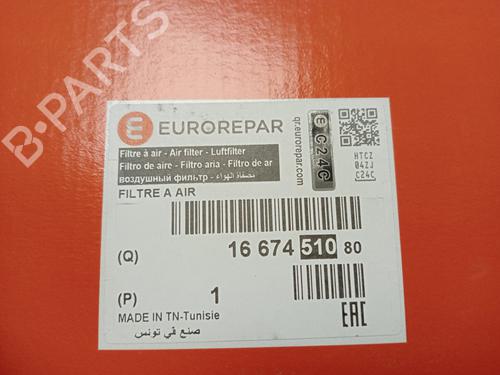 B-PARTS
EUROREPAR
Filtre à air - Air filter - Luftfilter
Filtro de aire - Filtro aria - Filtro de ar
воздушный фильтр - مصفاة الهواء
FILTRE A AIR
qr.eurorepar.com
E C24C
HTCZ
04ZJ
C24C
(Q) 16 674 510 80
(P) 1
MADE IN TN-Tunisie
صنع في تونس
EAC